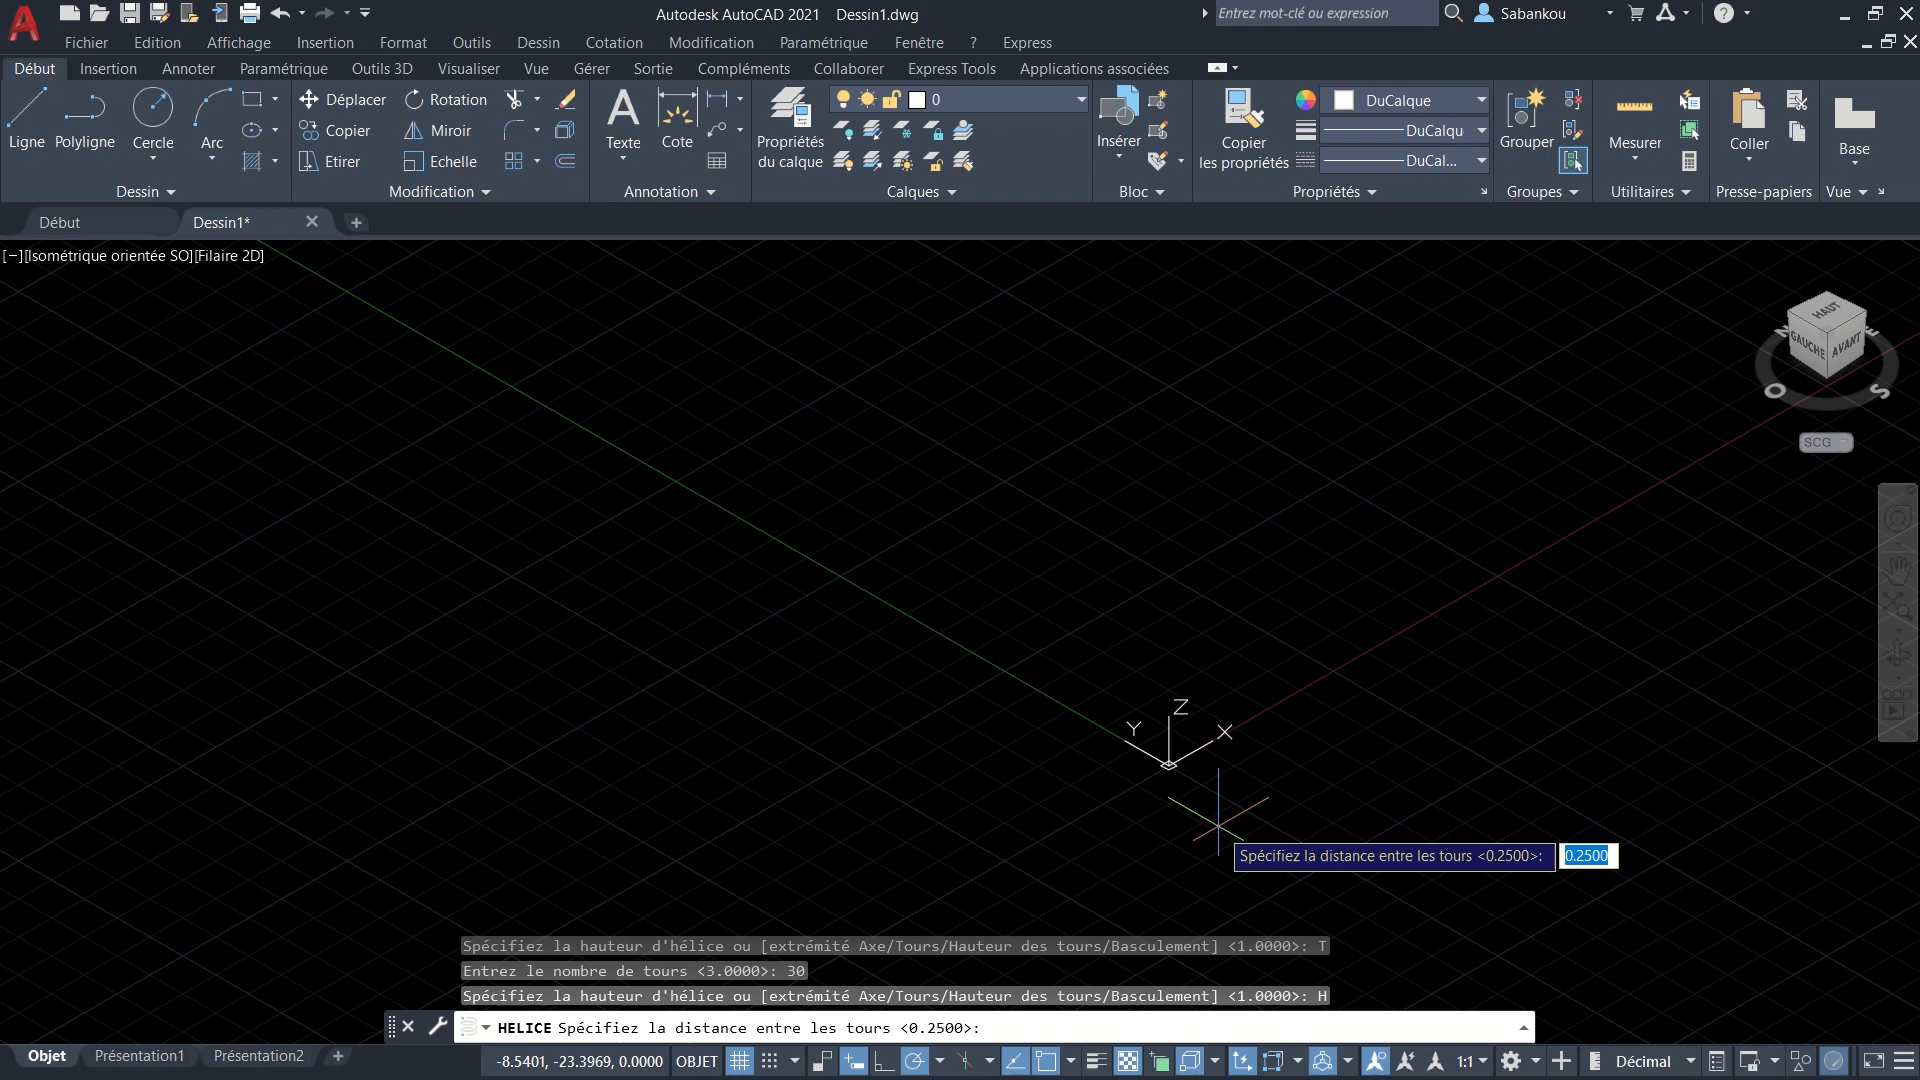 Autodesk AutoCAD 2021 Dessin1.dwg
Entrez mot-clé ou expression
Sabankou
Fichier Edition Affichage Insertion Format Outils Dessin Cotation Modification Paramétrique Fenêtre ? Express
Début Insertion Annoter Paramétrique Outils 3D Visualiser Vue Gérer Sortie Compléments Collaborer Express Tools Applications associées
Ligne Polyligne Cercle Arc
Déplacer Rotation
Copier Miroir
Etirer Echelle
Texte Cote
Propriétés
du calque
0
Insérer
Copier
les propriétés
DuCalque
DuCalqu
DuCal...
Grouper
Mesurer
Coller
Base
Dessin Modification Annotation Calques Bloc Propriétés Groupes Utilitaires Presse-papiers Vue
Début Dessin1*
[−][Isométrique orientée SO][Filaire 2D]
HAUT
GAUCHE AVANT
N E
O S
SCG
Z
Y X
Spécifiez la distance entre les tours <0.2500>: 0.2500
Spécifiez la hauteur d'hélice ou [extrémité Axe/Tours/Hauteur des tours/Basculement] <1.0000>: T
Entrez le nombre de tours <3.0000>: 30
Spécifiez la hauteur d'hélice ou [extrémité Axe/Tours/Hauteur des tours/Basculement] <1.0000>: H
HELICE Spécifiez la distance entre les tours <0.2500>:
Objet Présentation1 Présentation2 +
-8.5401, -23.3969, 0.0000 OBJET 1:1 Décimal